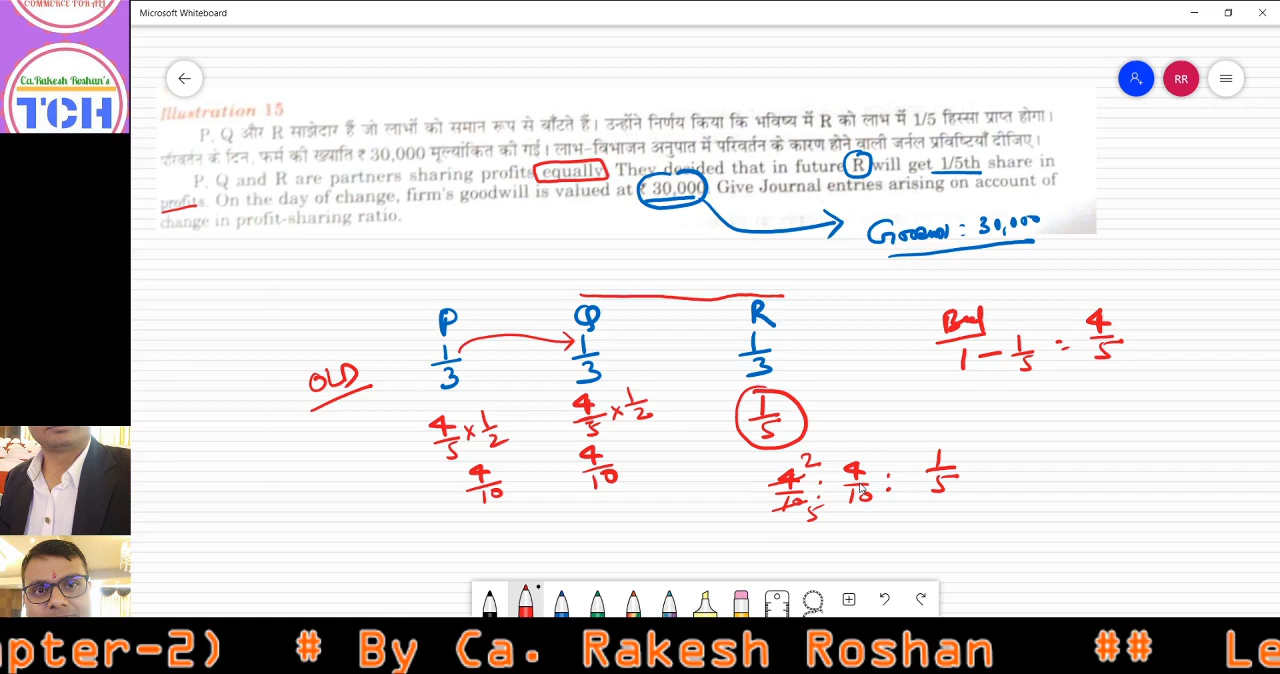 COMMERCE FOR ALL
Microsoft Whiteboard
Ca.Rakesh Roshan's
TCH
RR
Illustration 15
P, Q और R साझेदार हैं जो लाभों को समान रूप से बाँटते हैं। उन्होंने निर्णय किया कि भविष्य में R को लाभ में 1/5 हिस्सा प्राप्त होगा।
परिवर्तन के दिन, फर्म की ख्याति ₹ 30,000 मूल्यांकित की गई। लाभ-विभाजन अनुपात में परिवर्तन के कारण होने वाली जर्नल प्रविष्टियाँ दीजिए।
P, Q and R are partners sharing profits equally. They decided that in future R will get 1/5th share in
profits. On the day of change, firm's goodwill is valued at ₹ 30,000. Give Journal entries arising on account of
change in profit-sharing ratio.
= 30,000
P Q R
OLD 1/3 1/3 1/3
1 - 1/5 = 4/5
4/5 × 1/2 4/5 × 1/2 1/5
4/10 4/10
4/10 2 5 : 4/10 : 1/5
apter-2) # By Ca. Rakesh Roshan ## Le